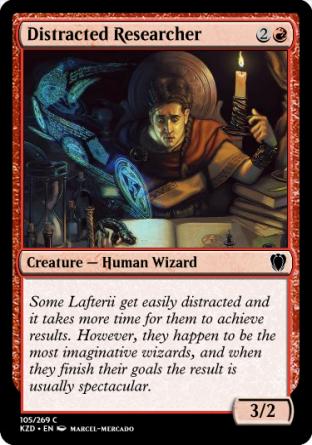 Distracted Researcher 2
Creature — Human Wizard
Some Lafterii get easily distracted and
it takes more time for them to achieve
results. However, they happen to be the
most imaginative wizards, and when
they finish their goals the result is
usually spectacular.
105/269 C
KZD • EN MARCEL-MERCADO
3/2